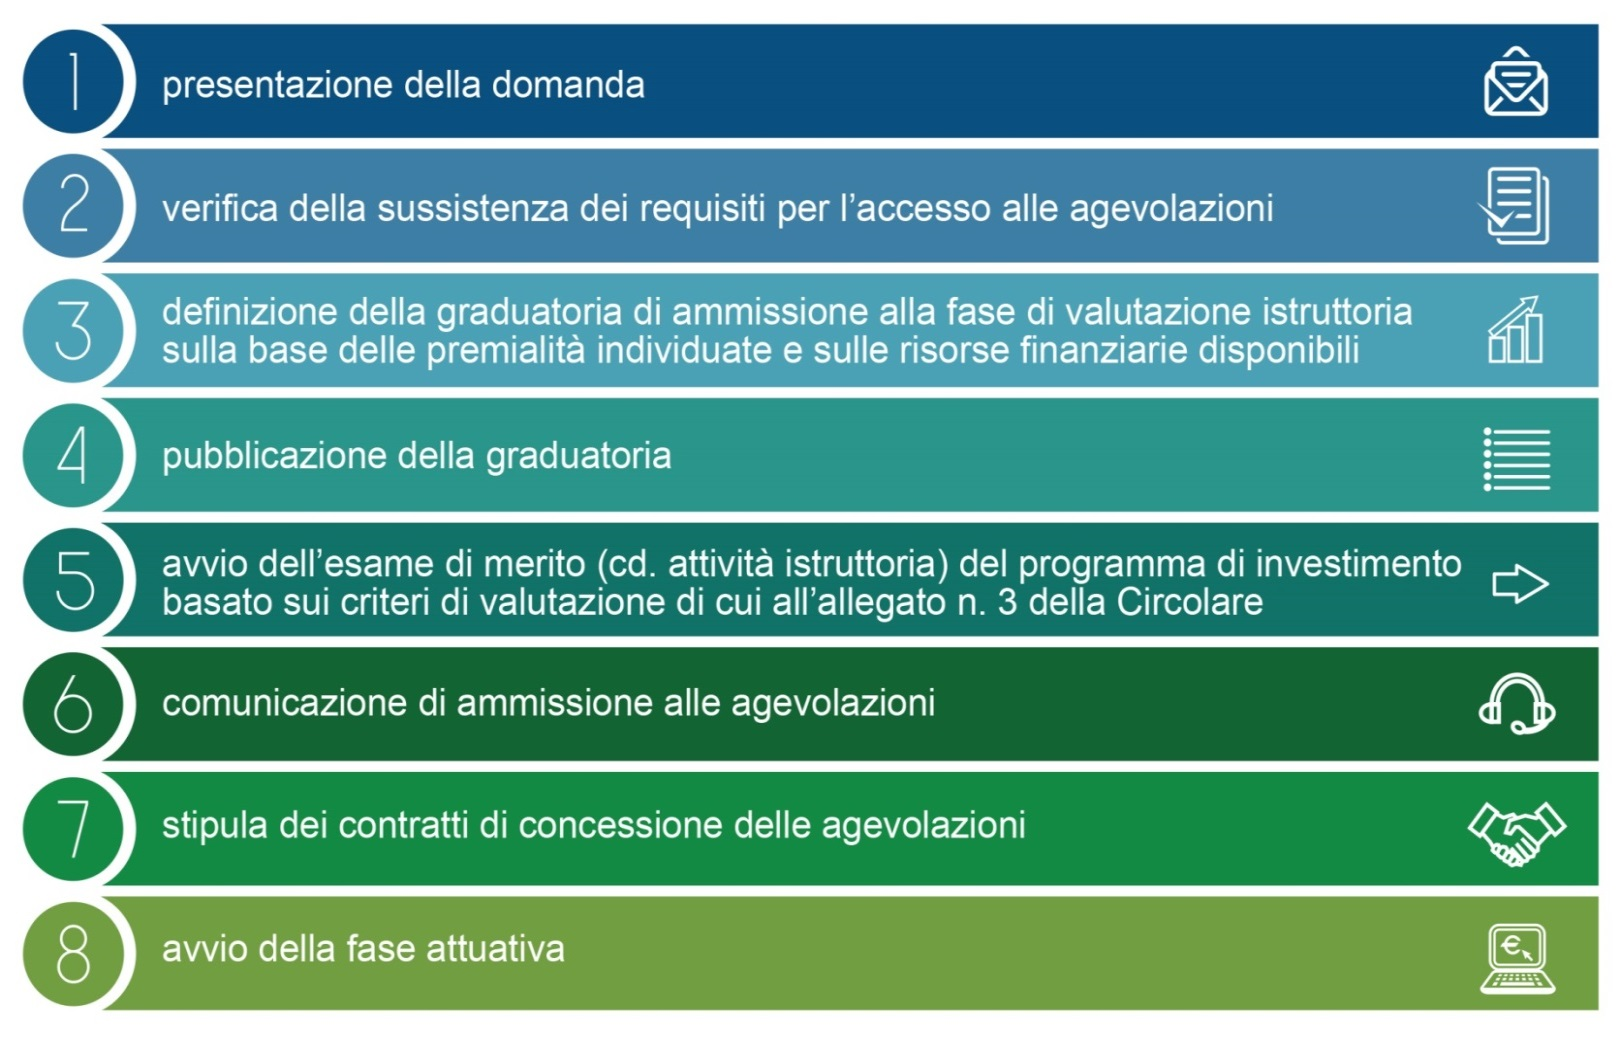 1
presentazione della domanda
2
verifica della sussistenza dei requisiti per l’accesso alle agevolazioni
3
definizione della graduatoria di ammissione alla fase di valutazione istruttoria
sulla base delle premialità individuate e sulle risorse finanziarie disponibili
4
pubblicazione della graduatoria
5
avvio dell’esame di merito (cd. attività istruttoria) del programma di investimento
basato sui criteri di valutazione di cui all’allegato n. 3 della Circolare
6
comunicazione di ammissione alle agevolazioni
7
stipula dei contratti di concessione delle agevolazioni
8
avvio della fase attuativa
€